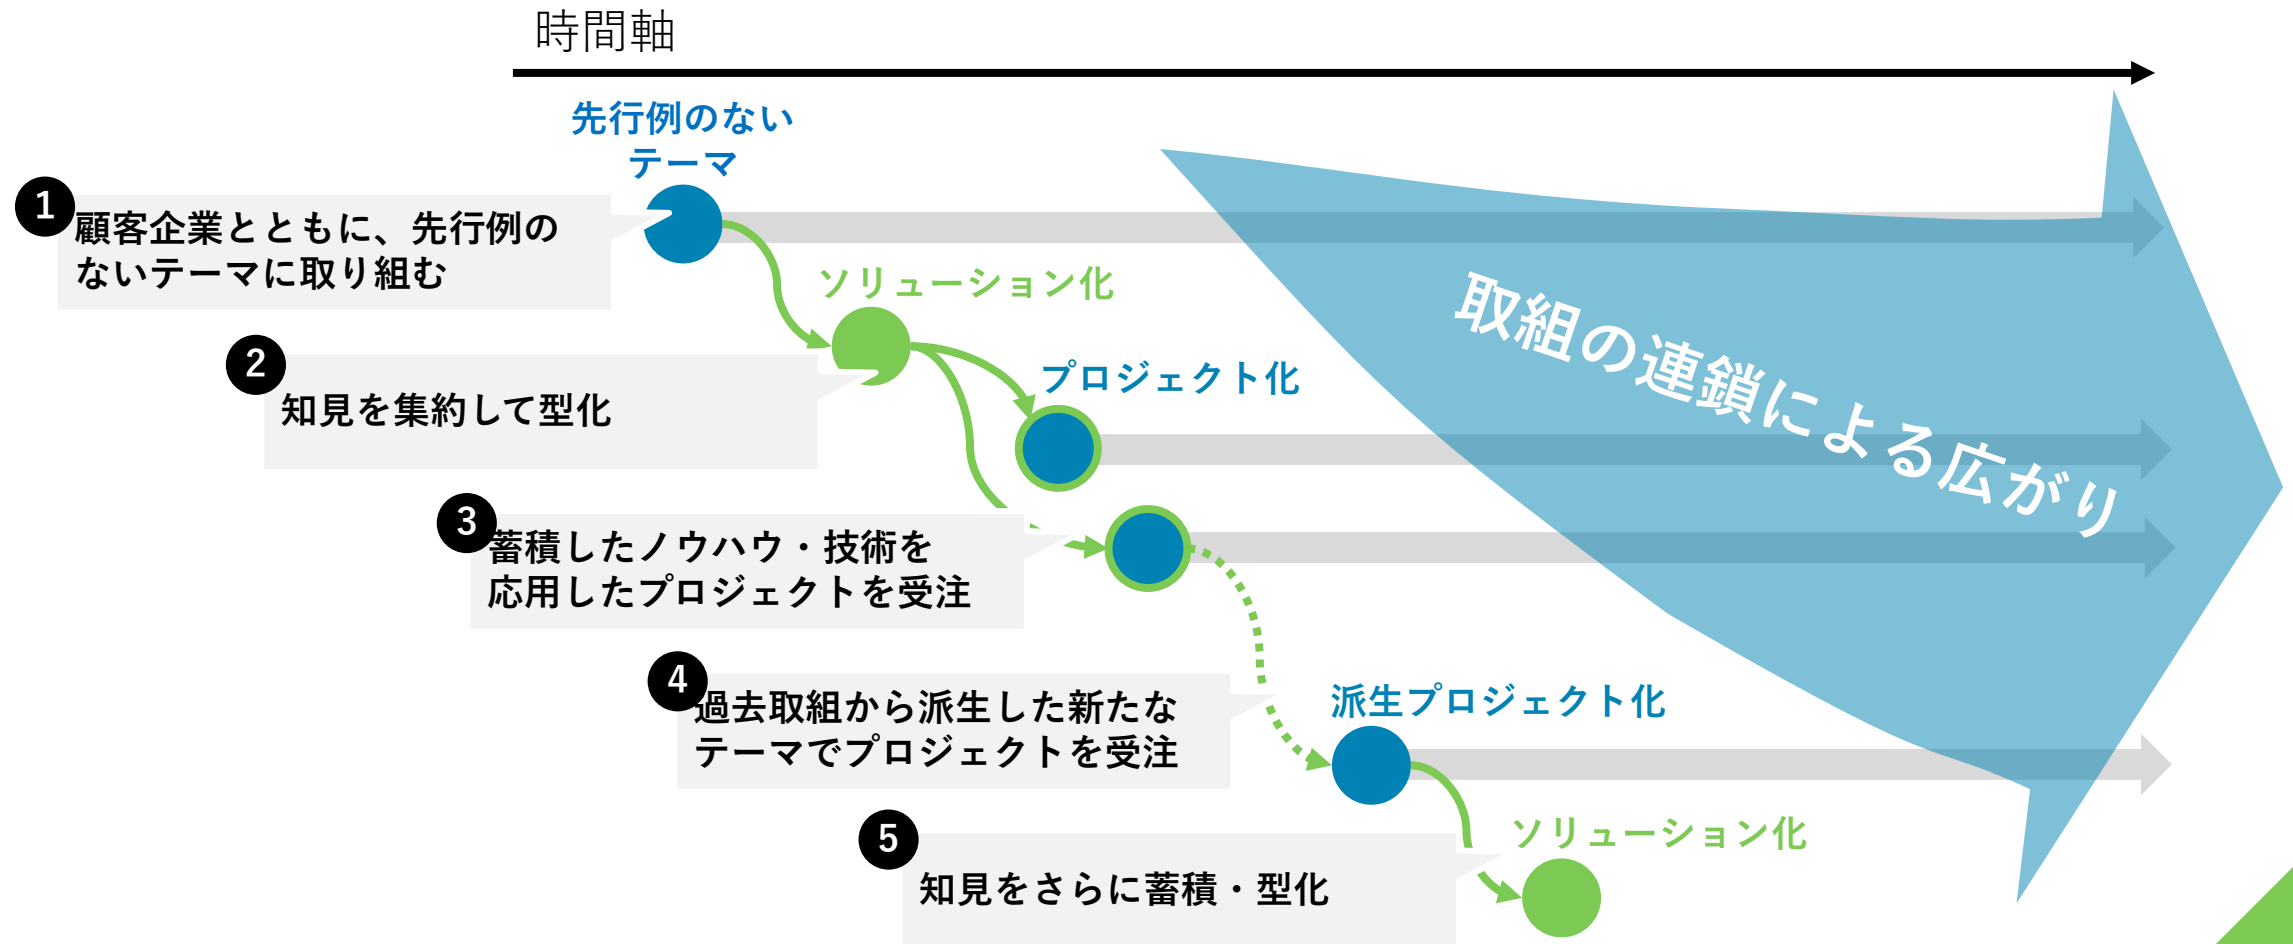 時間軸
先行例のない
テーマ
1
顧客企業とともに、先行例の
ないテーマに取り組む
ソリューション化
2
知見を集約して型化
プロジェクト化
取組の連鎖による広がり
3
蓄積したノウハウ・技術を
応用したプロジェクトを受注
4
過去取組から派生した新たな
テーマでプロジェクトを受注
派生プロジェクト化
5
知見をさらに蓄積・型化
ソリューション化